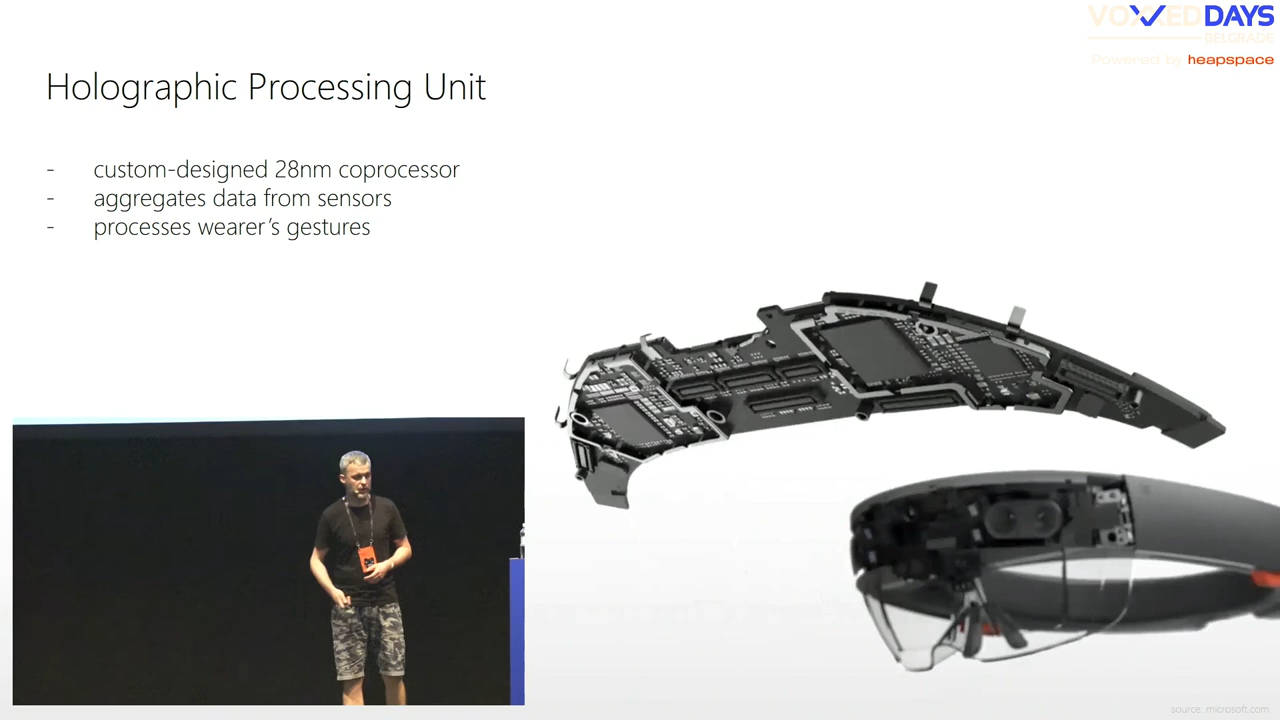 VOXXED DAYS
BELGRADE
Powered by heapspace
Holographic Processing Unit
- custom-designed 28nm coprocessor
- aggregates data from sensors
- processes wearer's gestures
source: microsoft.com